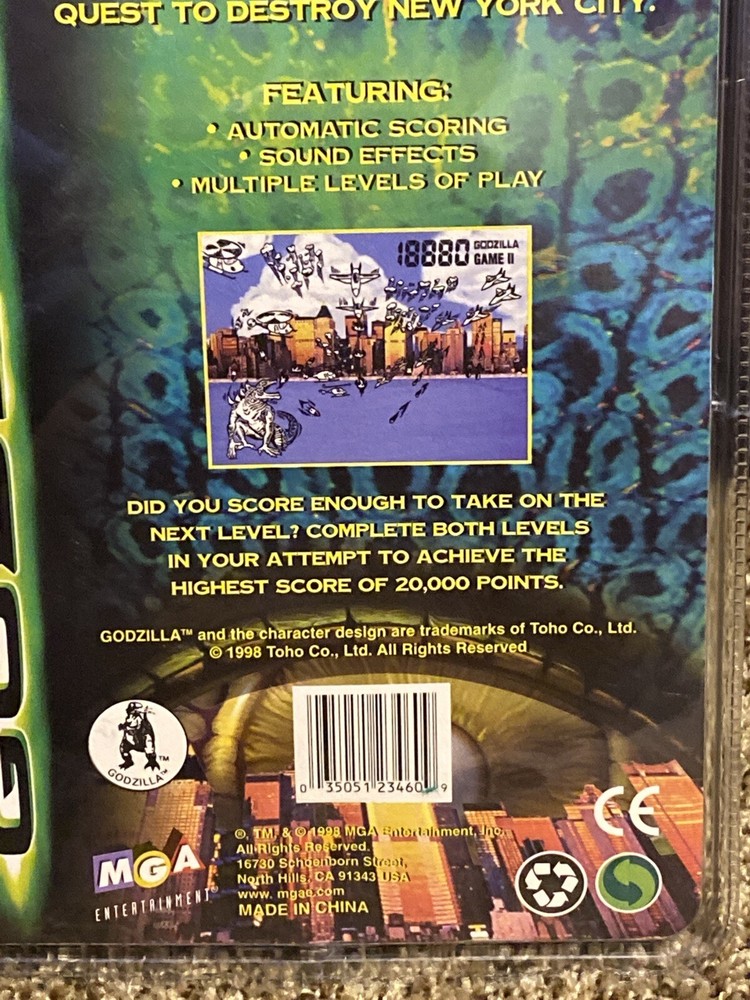 QUEST TO DESTROY NEW YORK CITY.
FEATURING:
• AUTOMATIC SCORING
• SOUND EFFECTS
• MULTIPLE LEVELS OF PLAY
18880 GODZILLA
GAME II
DID YOU SCORE ENOUGH TO TAKE ON THE
NEXT LEVEL? COMPLETE BOTH LEVELS
IN YOUR ATTEMPT TO ACHIEVE THE
HIGHEST SCORE OF 20,000 POINTS.
GODZILLA™ and the character design are trademarks of Toho Co., Ltd.
© 1998 Toho Co., Ltd. All Rights Reserved
GODZILLA™
0 35051 23460 9
®, TM, & © 1998 MGA Entertainment, Inc.
All Rights Reserved.
16730 Schoenborn Street,
North Hills, CA 91343 USA
www. mgae.com
MADE IN CHINA
MGA
ENTERTAINMENT®
CE